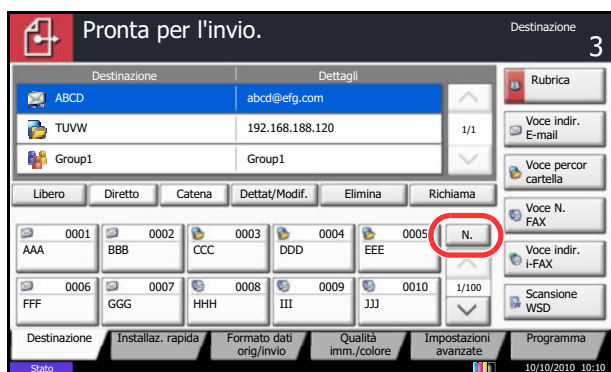 Pronta per l'invio.
Destinazione
3
Destinazione Dettagli
ABCD abcd@efg.com
TUVW 192.168.188.120
1/1
Group1 Group1
Rubrica
Voce indir.
E-mail
Voce percor
cartella
Voce N.
FAX
Voce indir.
i-FAX
Scansione
WSD
Libero Diretto Catena Dettat/Modif. Elimina Richiama
0001 0002 0003 0004 0005 N.
AAA BBB CCC DDD EEE
0006 0007 0008 0009 0010 1/100
FFF GGG HHH III JJJ
Destinazione Installaz. rapida Formato dati
orig/invio
Qualità
imm./colore
Impostazioni
avanzate
Programma
Stato 10/10/2010 10:10